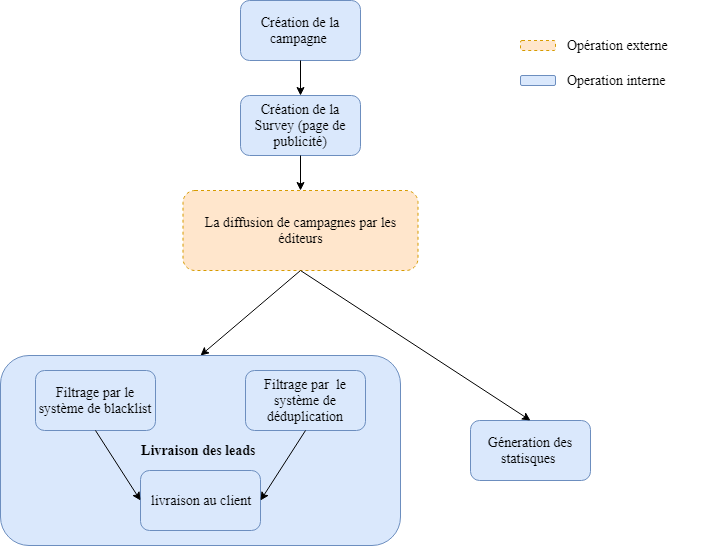 Création de la
campagne
Opération externe
Operation interne
Création de la
Survey (page de
publicité)
La diffusion de campagnes par les
éditeurs
Filtrage par le
système de blacklist
Filtrage par le
système de
déduplication
Livraison des leads
livraison au client
Géneration des
statisques